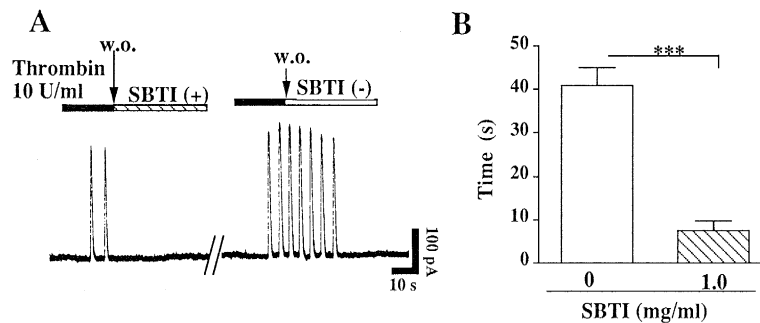 A
w.o.
Thrombin
10 U/ml
SBTI (+)
w.o.
SBTI (-)
100 pA
10 s
B
***
Time (s)
50
40
30
20
10
0
0
1.0
SBTI (mg/ml)